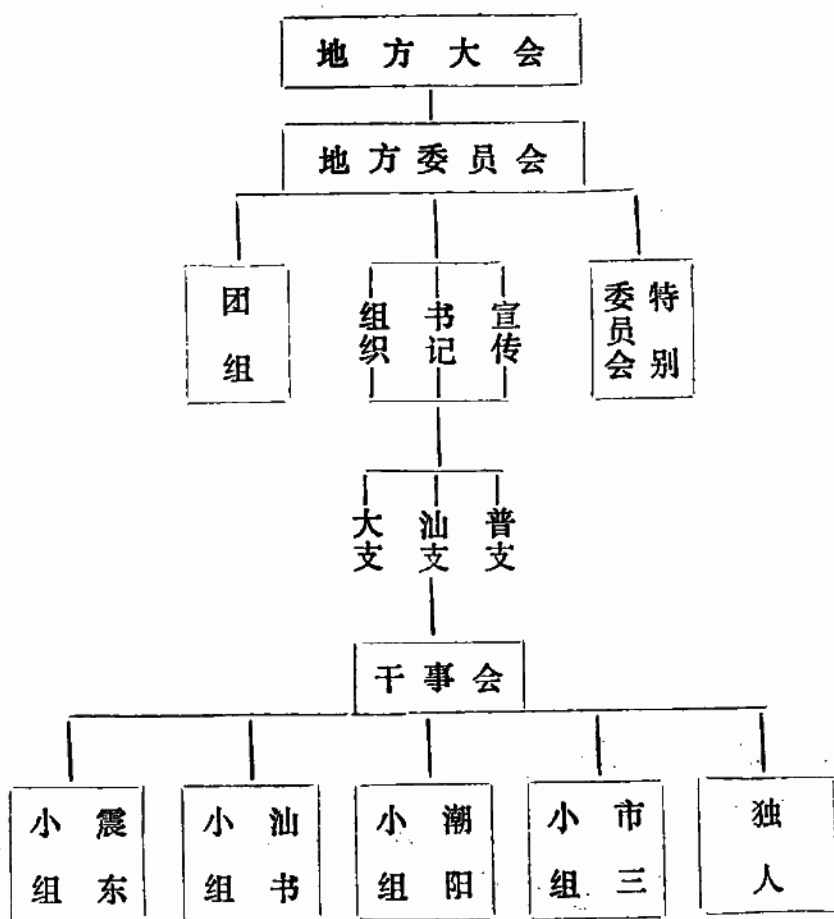 地方大会
地方委员会
团组
组织
书记
宣传
特别
委员会
大支
汕支
普支
干事会
震东
小组
汕书
小组
潮阳
小组
市三
小组
独人